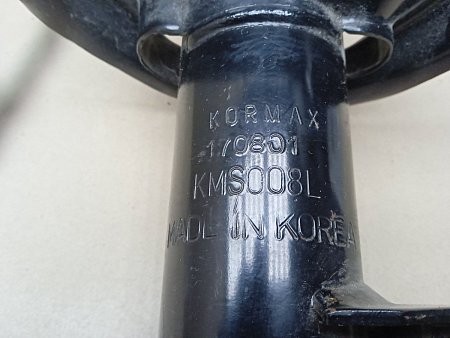 KORMAX
170801
KMS008L
MADE IN KOREA